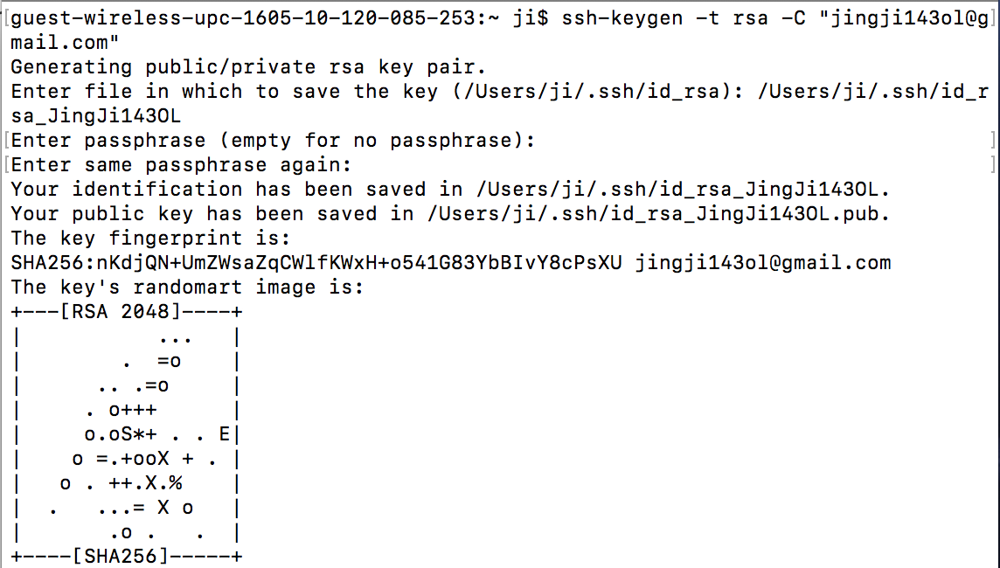 [guest-wireless-upc-1605-10-120-085-253:~ ji$ ssh-keygen -t rsa -C "jingji143ol@g]
mail.com"
Generating public/private rsa key pair.
Enter file in which to save the key (/Users/ji/.ssh/id_rsa): /Users/ji/.ssh/id_r
sa_JingJi143OL
[Enter passphrase (empty for no passphrase): ]
[Enter same passphrase again: ]
Your identification has been saved in /Users/ji/.ssh/id_rsa_JingJi143OL.
Your public key has been saved in /Users/ji/.ssh/id_rsa_JingJi143OL.pub.
The key fingerprint is:
SHA256:nKdjQN+UmZWsaZqCWlfKWxH+o541G83YbBIvY8cPsXU jingji143ol@gmail.com
The key's randomart image is:
+---[RSA 2048]----+
|           ...   |
|        .  =o    |
|      .. .=o     |
|     . o+++      |
|     o.oS*+ . . E|
|    o =.+ooX + . |
|   o . ++.X.%    |
|  .   ...= X o   |
|       .o .   .  |
+----[SHA256]-----+